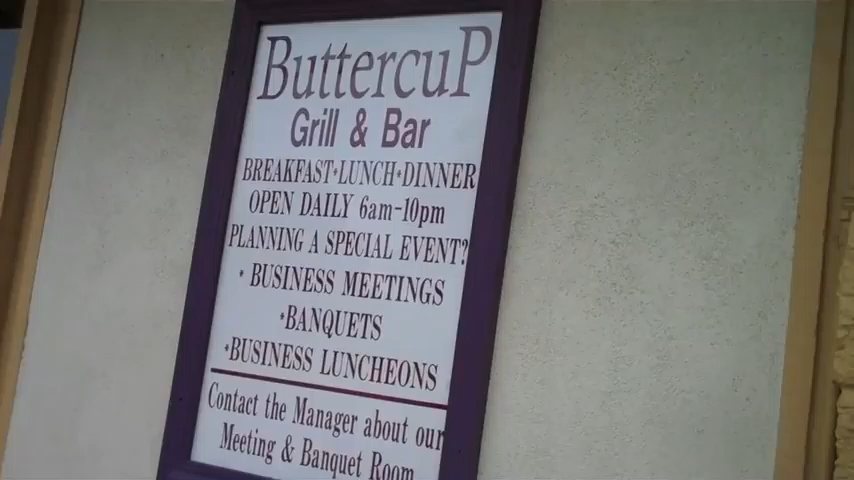 ButtercuP
Grill & Bar
BREAKFAST•LUNCH•DINNER
OPEN DAILY 6am-10pm
PLANNING A SPECIAL EVENT?
• BUSINESS MEETINGS
•BANQUETS
•BUSINESS LUNCHEONS
Contact the Manager about our
Meeting & Banquet Room